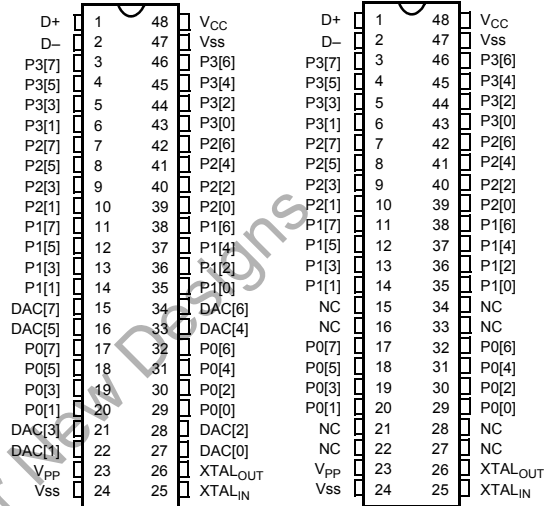 D+ 1 48 VCC D+ 1 48 VCC
D– 2 47 Vss D– 2 47 Vss
P3[7] 3 46 P3[6] P3[7] 3 46 P3[6]
P3[5] 4 45 P3[4] P3[5] 4 45 P3[4]
P3[3] 5 44 P3[2] P3[3] 5 44 P3[2]
P3[1] 6 43 P3[0] P3[1] 6 43 P3[0]
P2[7] 7 42 P2[6] P2[7] 7 42 P2[6]
P2[5] 8 41 P2[4] P2[5] 8 41 P2[4]
P2[3] 9 40 P2[2] P2[3] 9 40 P2[2]
P2[1] 10 39 P2[0] P2[1] 10 39 P2[0]
P1[7] 11 38 P1[6] P1[7] 11 38 P1[6]
P1[5] 12 37 P1[4] P1[5] 12 37 P1[4]
P1[3] 13 36 P1[2] P1[3] 13 36 P1[2]
P1[1] 14 35 P1[0] P1[1] 14 35 P1[0]
DAC[7] 15 34 DAC[6] NC 15 34 NC
DAC[5] 16 33 DAC[4] NC 16 33 NC
P0[7] 17 32 P0[6] P0[7] 17 32 P0[6]
P0[5] 18 31 P0[4] P0[5] 18 31 P0[4]
P0[3] 19 30 P0[2] P0[3] 19 30 P0[2]
P0[1] 20 29 P0[0] P0[1] 20 29 P0[0]
DAC[3] 21 28 DAC[2] NC 21 28 NC
DAC[1] 22 27 DAC[0] NC 22 27 NC
VPP 23 26 XTALOUT VPP 23 26 XTALOUT
Vss 24 25 XTALIN Vss 24 25 XTALIN
New Designs